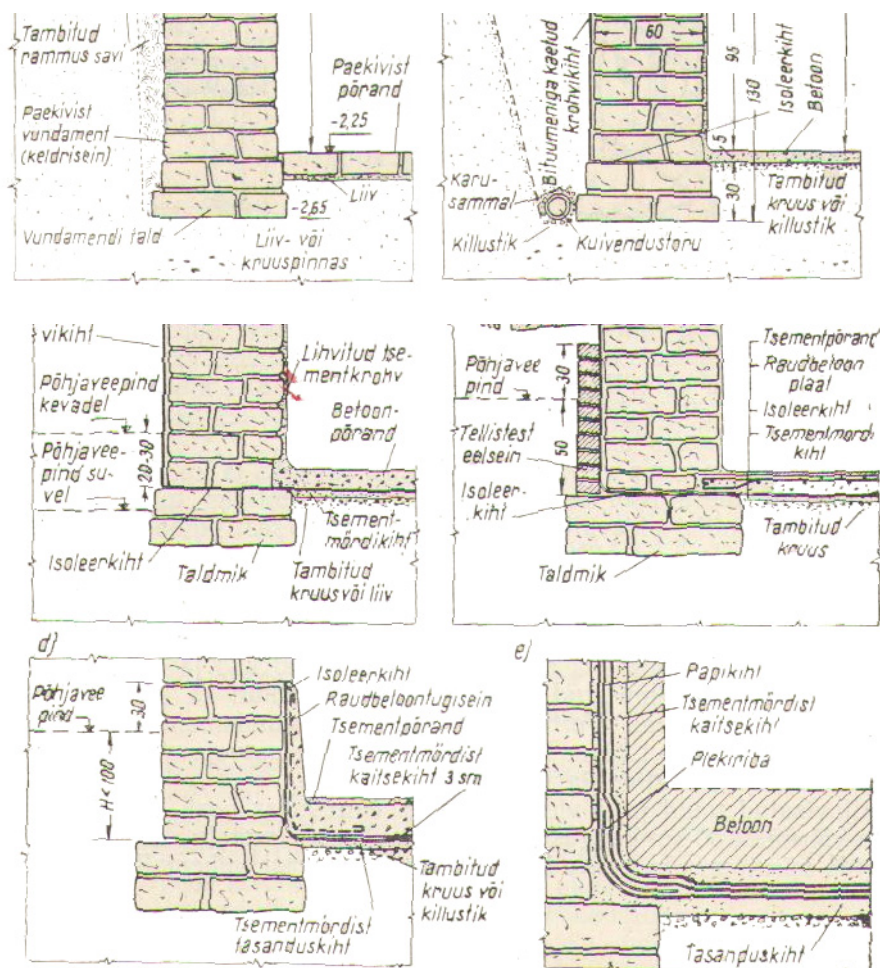 Tambitud
rammus savi
Paekivist
vundament
(keldrisein)
Vundamendi tald
Paekivist
põrand
-2,25
Liiv
-2,65
Liiv- või
kruuspinnas
Karu-
sammal
Killustik
Bituumeniga kaetud
krohvikiht
60
95
130
5
30
Isoleerkiht
Betoon
Tambitud
kruus või
killustik
Kuivendustoru
vikiht
Põhjaveepind
kevadel
Põhjavee-
pind su-
vel
20-30
Isoleerkiht
Taldmik
Lihvitud tse-
mentkrohv
Betoon-
põrand
Tsement-
mördikiht
Tambitud
kruus või liiv
Põhjavee
pind
30
50
Tellistest
eelsein
Isoleer-
kiht
Taldmik
Tsementpõrand
Raudbetoon
plaat
Isoleerkiht
Tsementmördi
kiht
Tambitud
kruus
d)
Põhjavee
pind
30
H<100
Isoleerkiht
Raudbetoontugisein
Tsementpõrand
Tsementmördist
kaitsekiht 3 sm
Tambitud
kruus või
killustik
Tsementmördist
tasanduskiht
e)
Papikiht
Tsementmördist
kaitsekiht
Plekiriba
Betoon
Tasanduskiht